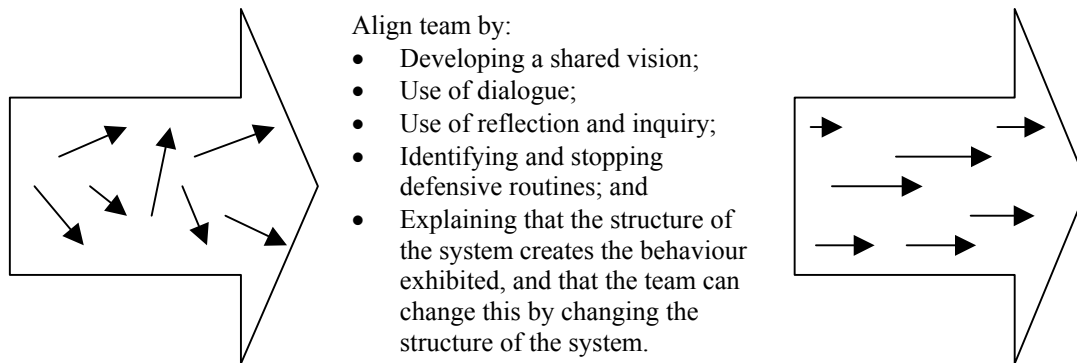 Align team by:
• Developing a shared vision;
• Use of dialogue;
• Use of reflection and inquiry;
• Identifying and stopping
defensive routines; and
• Explaining that the structure of
the system creates the behaviour
exhibited, and that the team can
change this by changing the
structure of the system.